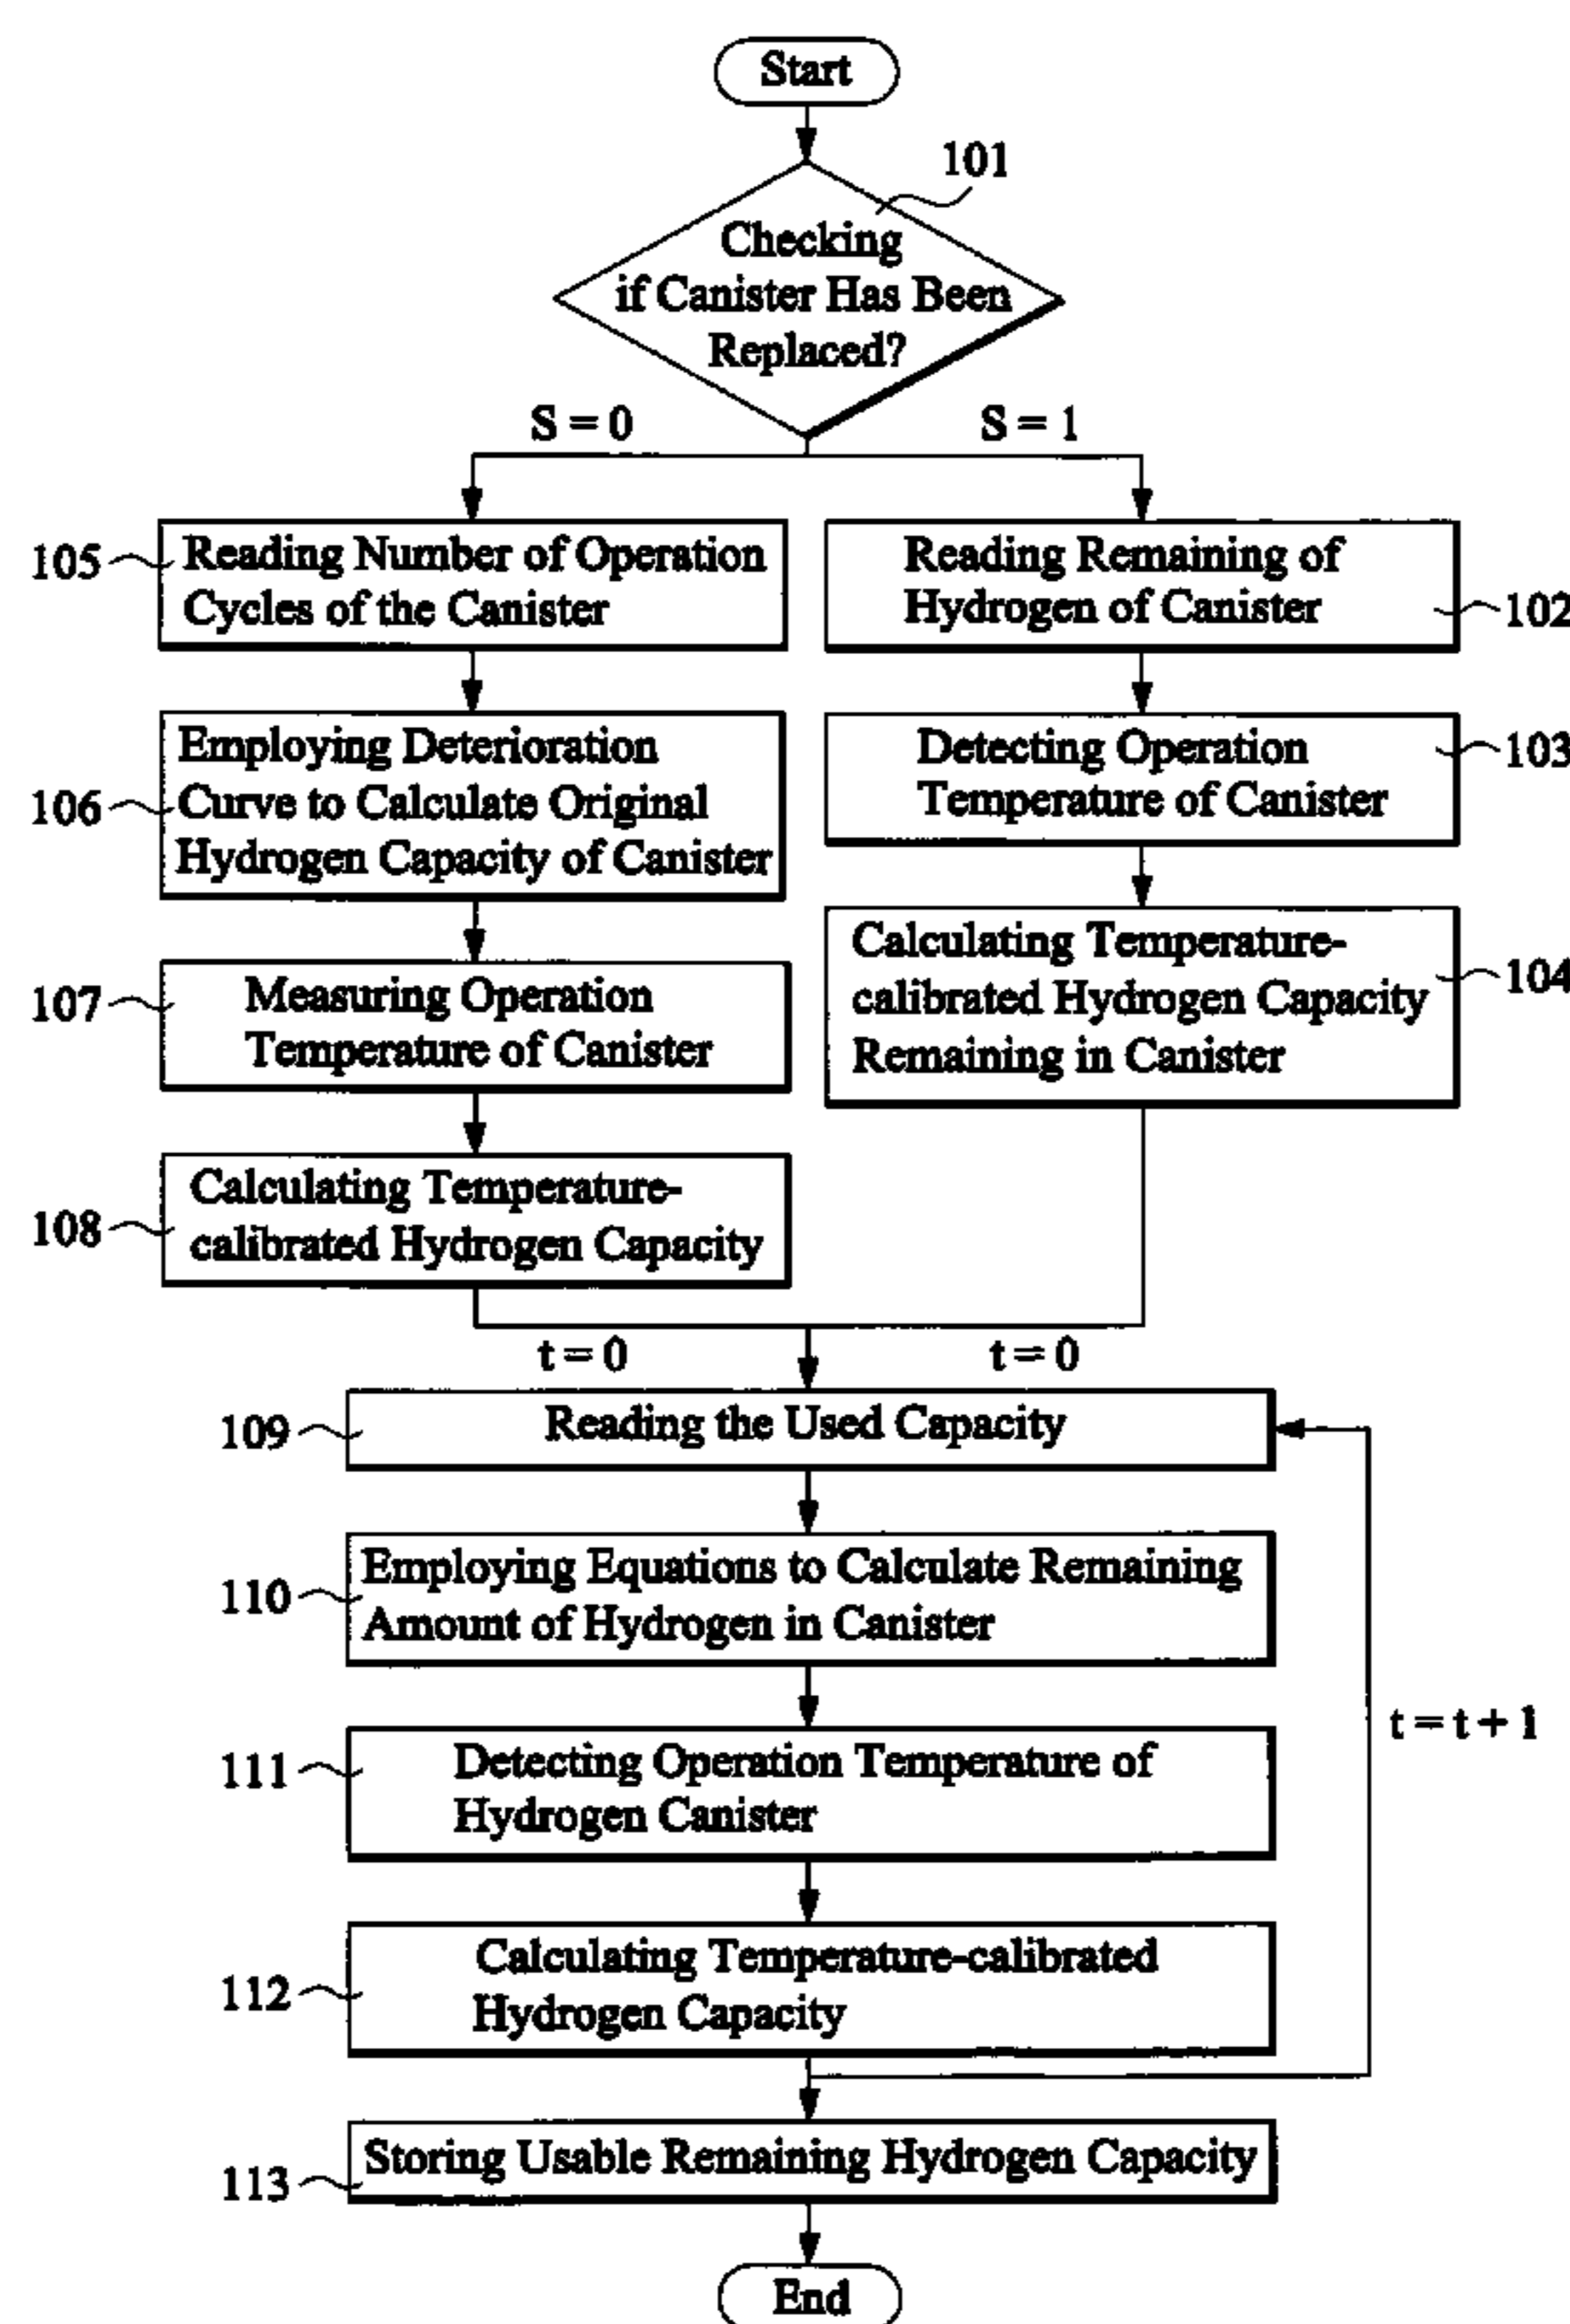 Start
101
Checking
if Canister Has Been
Replaced?
S = 0
S = 1
105
Reading Number of Operation
Cycles of the Canister
Reading Remaining of
Hydrogen of Canister
102
106
Employing Deterioration
Curve to Calculate Original
Hydrogen Capacity of Canister
Detecting Operation
Temperature of Canister
103
107
Measuring Operation
Temperature of Canister
Calculating Temperature-
calibrated Hydrogen Capacity
Remaining in Canister
104
108
Calculating Temperature-
calibrated Hydrogen Capacity
t = 0
t = 0
109
Reading the Used Capacity
110
Employing Equations to Calculate Remaining
Amount of Hydrogen in Canister
t = t + 1
111
Detecting Operation Temperature of
Hydrogen Canister
112
Calculating Temperature-calibrated
Hydrogen Capacity
113
Storing Usable Remaining Hydrogen Capacity
End